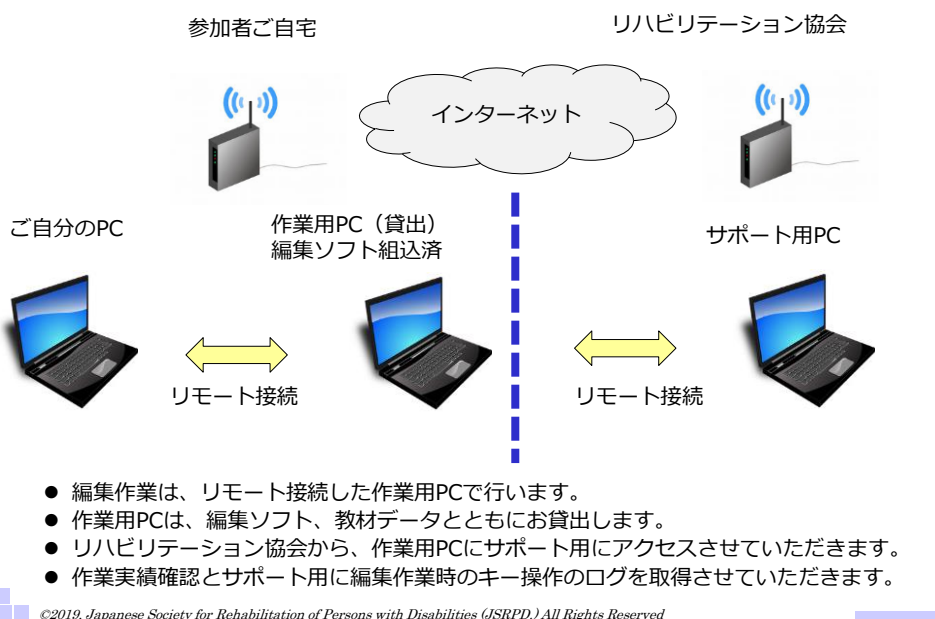 参加者ご自宅
リハビリテーション協会
インターネット
ご自分のPC
作業用PC（貸出）
編集ソフト組込済
サポート用PC
リモート接続
リモート接続
● 編集作業は、リモート接続した作業用PCで行います。
● 作業用PCは、編集ソフト、教材データとともにお貸出します。
● リハビリテーション協会から、作業用PCにサポート用にアクセスさせていただきます。
● 作業実績確認とサポート用に編集作業時のキー操作のログを取得させていただきます。
©2019, Japanese Society for Rehabilitation of Persons with Disabilities (JSRPD.) All Rights Reserved